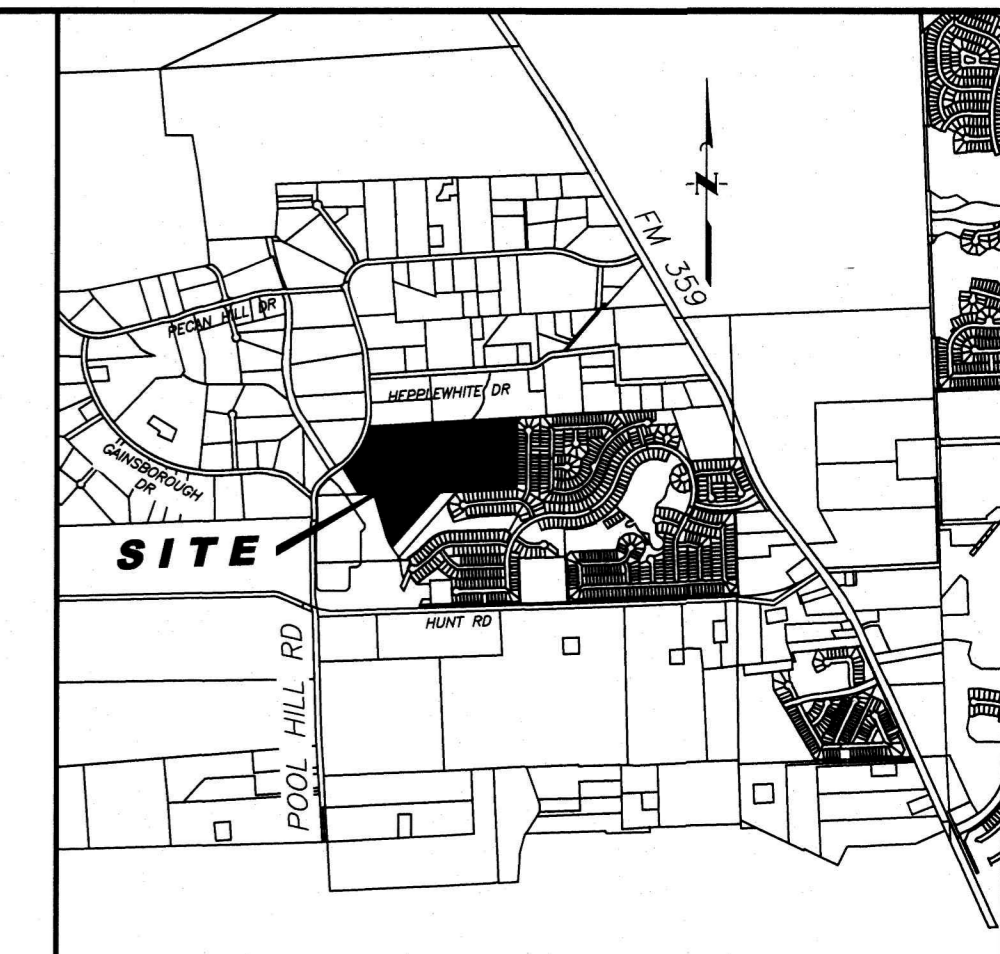 N
FM 359
PECAN HILL DR
HEPPLEWHITE DR
GAINSBOROUGH
DR
SITE
HUNT RD
POOL HILL RD